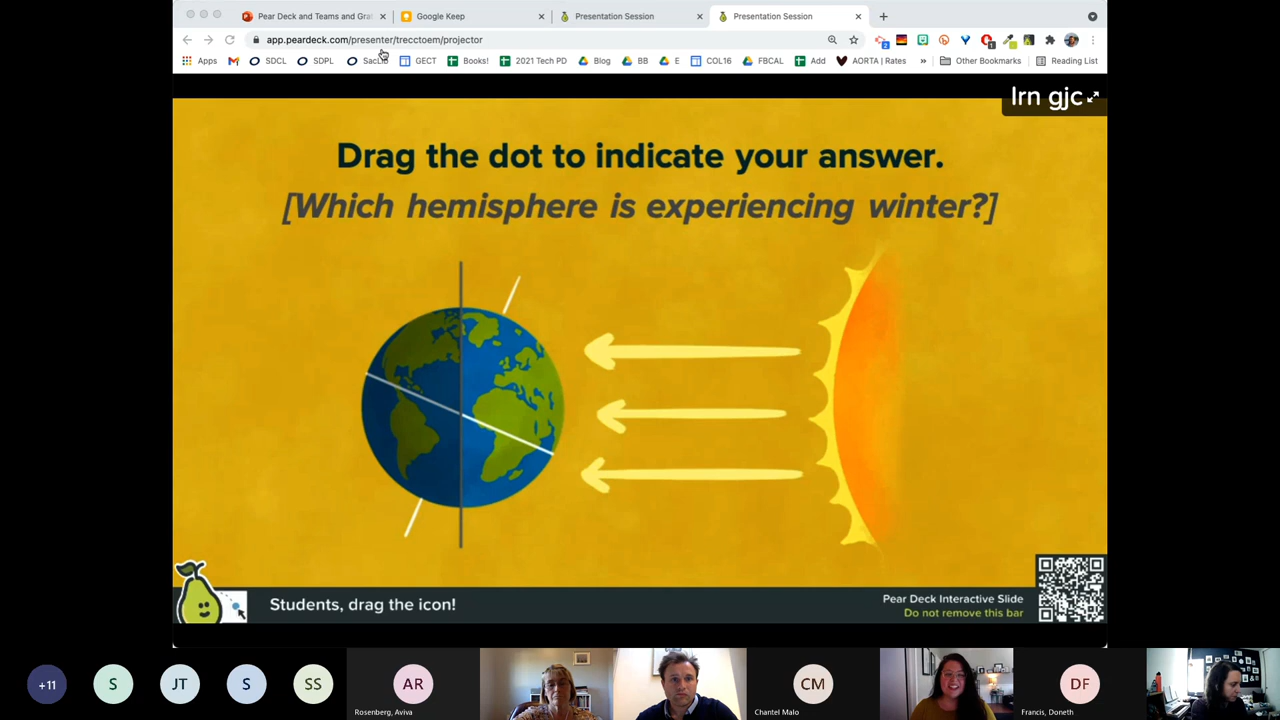 Pear Deck and Teams and Gra
Google Keep
Presentation Session
Presentation Session
app.peardeck.com/presenter/trecctoem/projector
Apps
SDCL
SDPL
GECT
Books!
2021 Tech PD
Blog
BB
E
COL16
FBCAL
Add
AORTA | Rates
»
Other Bookmarks
Reading List
lrn gjc
Drag the dot to indicate your answer.
[Which hemisphere is experiencing winter?]
Students, drag the icon!
Pear Deck Interactive Slide
Do not remove this bar
+11
S
JT
S
SS
AR
CM
DF
Rosenberg, Aviva
Chantel Malo
Francis, Doneth